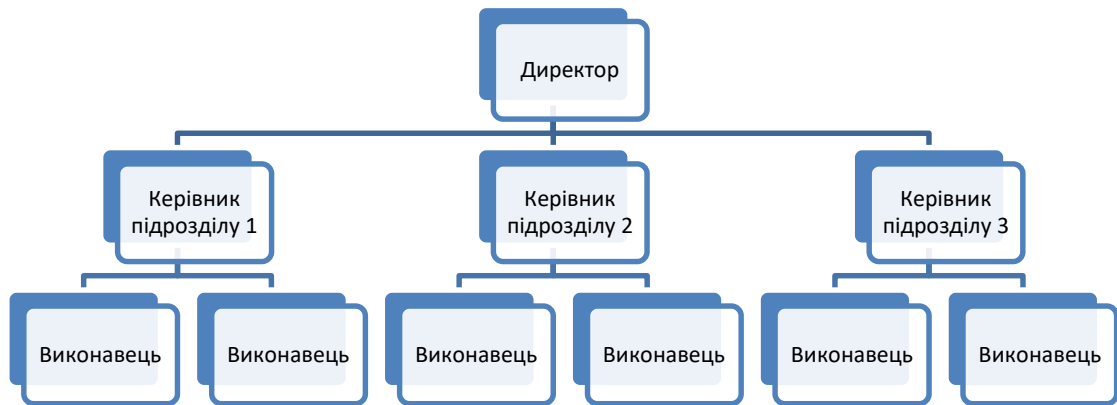 Директор
Керівник
підрозділу 1
Керівник
підрозділу 2
Керівник
підрозділу 3
Виконавець
Виконавець
Виконавець
Виконавець
Виконавець
Виконавець